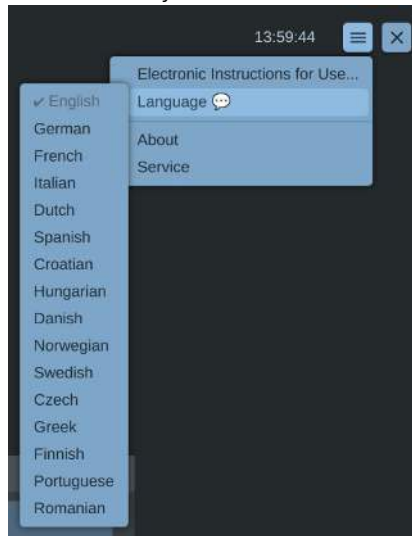 13:59:44
Electronic Instructions for Use...
Language 💬
About
Service
✔ English
German
French
Italian
Dutch
Spanish
Croatian
Hungarian
Danish
Norwegian
Swedish
Czech
Greek
Finnish
Portuguese
Romanian